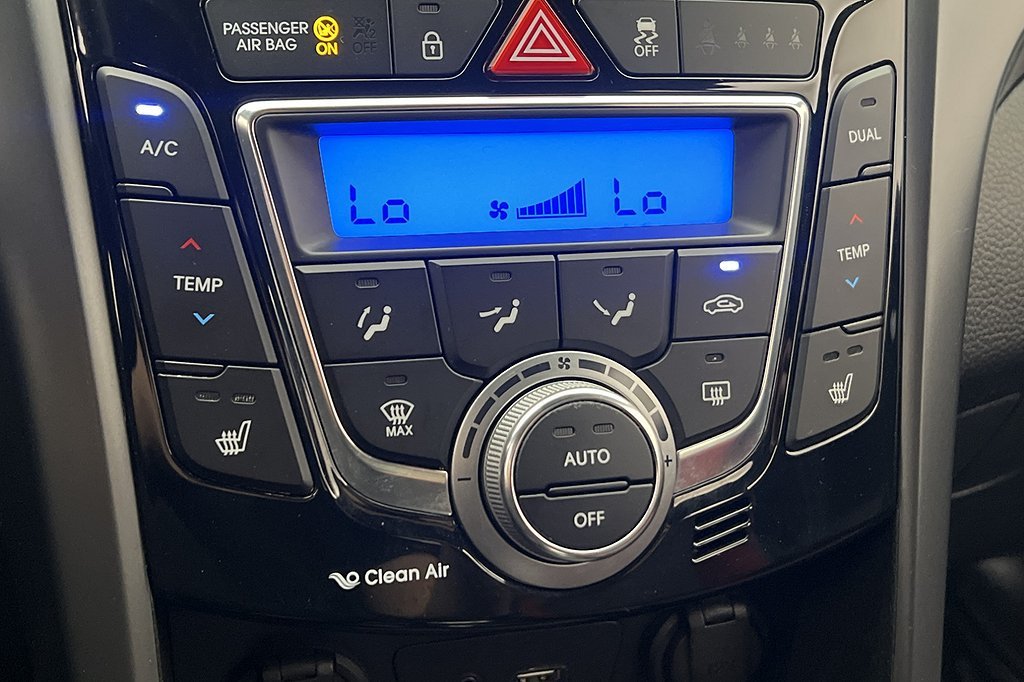 PASSENGER
AIR BAG
ON
OFF
OFF
A/C
DUAL
Lo
Lo
TEMP
TEMP
MAX
AUTO
- +
OFF
Clean Air